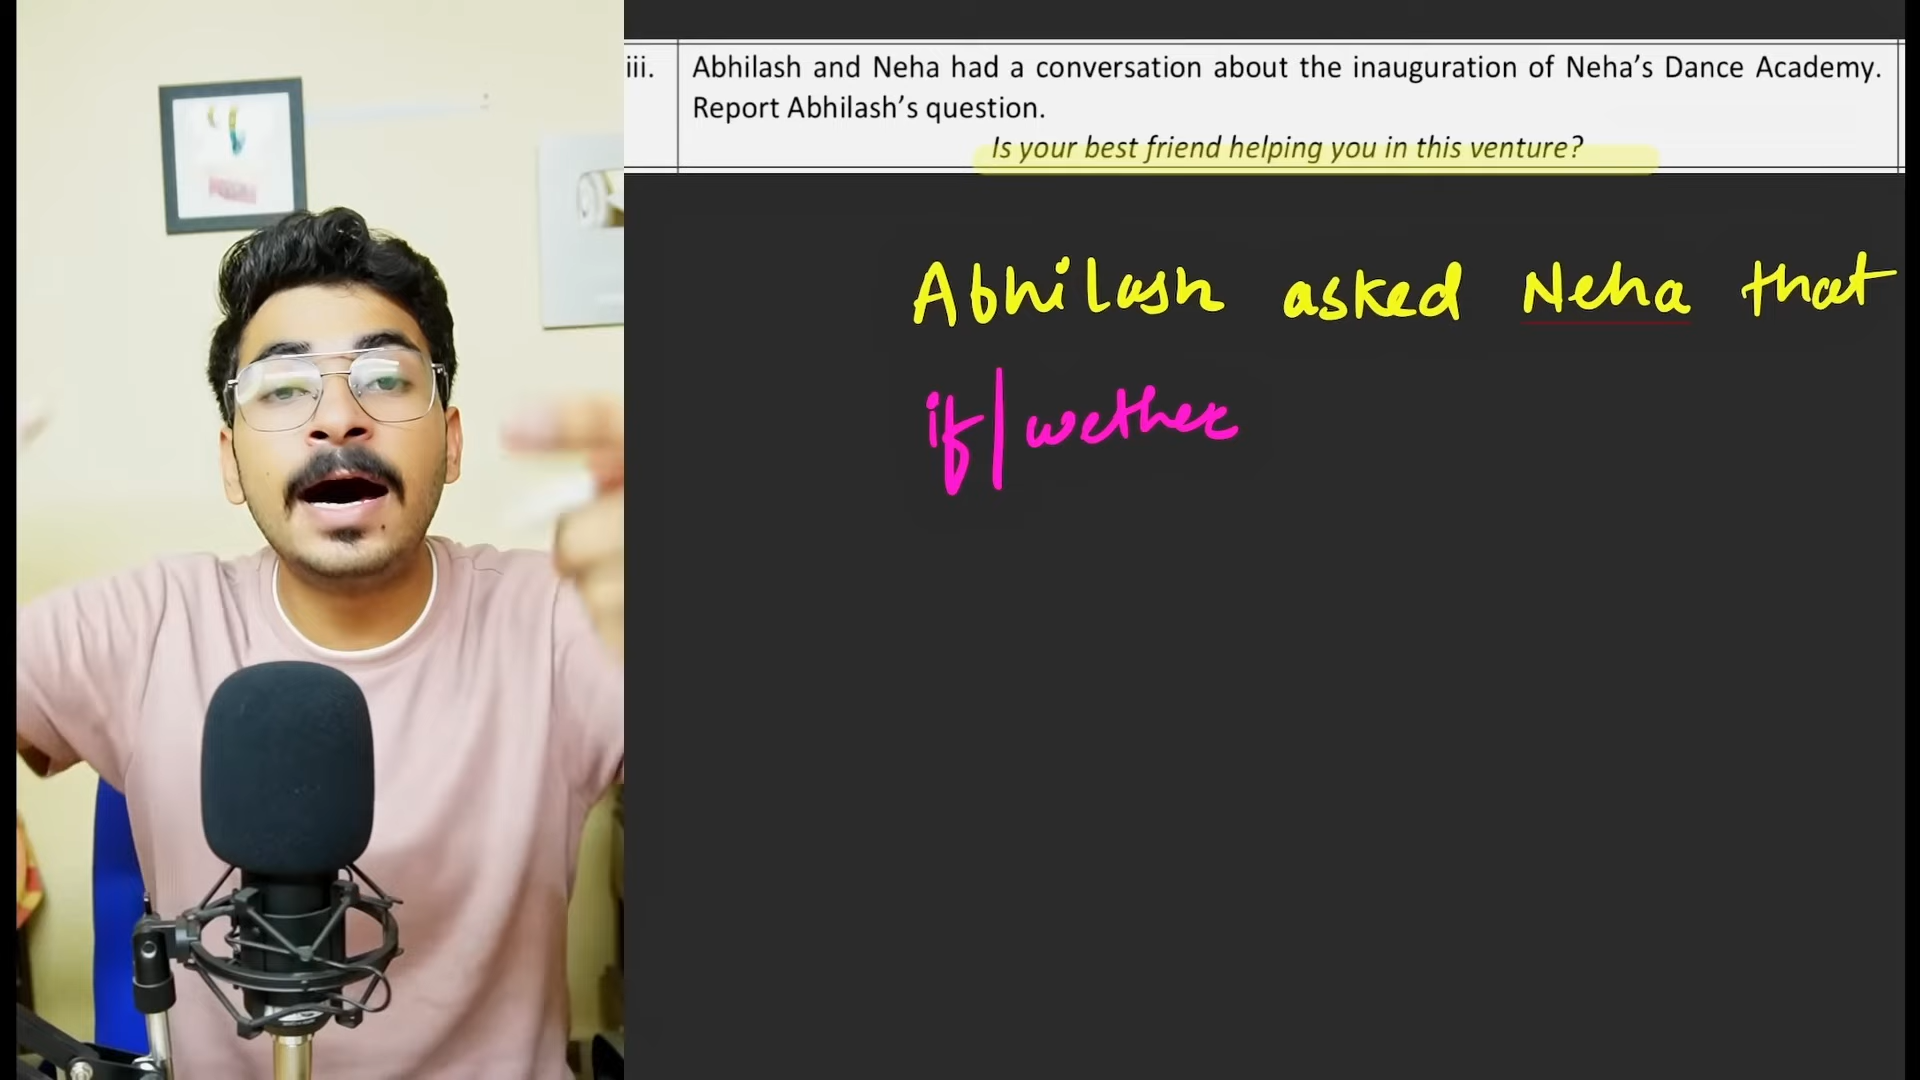 iii. Abhilash and Neha had a conversation about the inauguration of Neha’s Dance Academy.
Report Abhilash’s question.
Is your best friend helping you in this venture?
Abhilash asked Neha that
if/wether